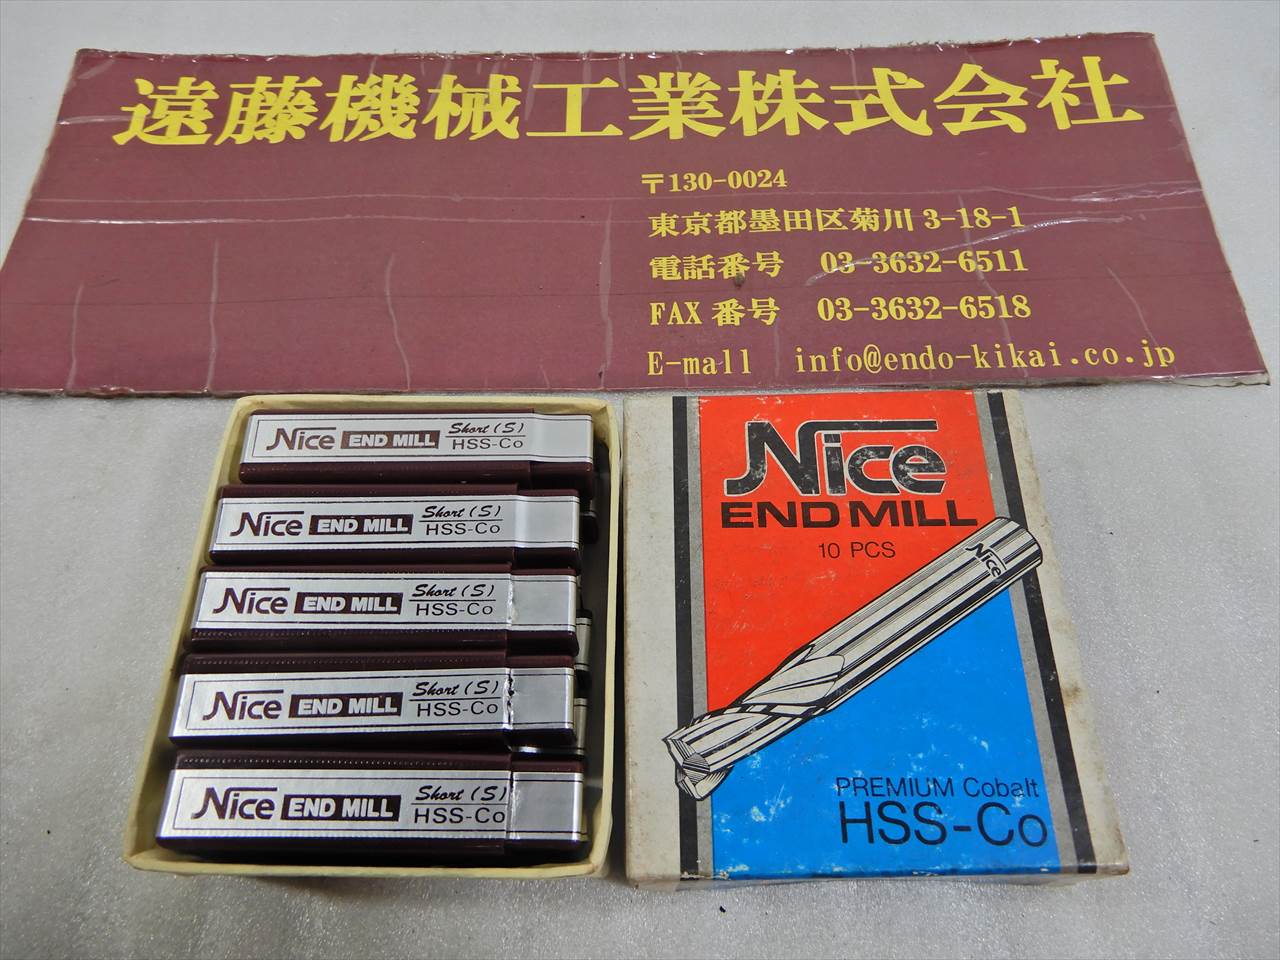 遠藤機械工業株式会社
〒130-0024
東京都墨田区菊川 3-18-1
電話番号 03-3632-6511
FAX 番号 03-3632-6518
E-mall info@endo-kikai.co.jp
Nice END MILL Short (S) HSS-Co
Nice END MILL Short (S) HSS-Co
Nice END MILL Short (S) HSS-Co
Nice END MILL Short (S) HSS-Co
Nice END MILL Short (S) HSS-Co
Nice
END MILL
10 PCS
Nice
PREMIUM Cobalt
HSS-Co